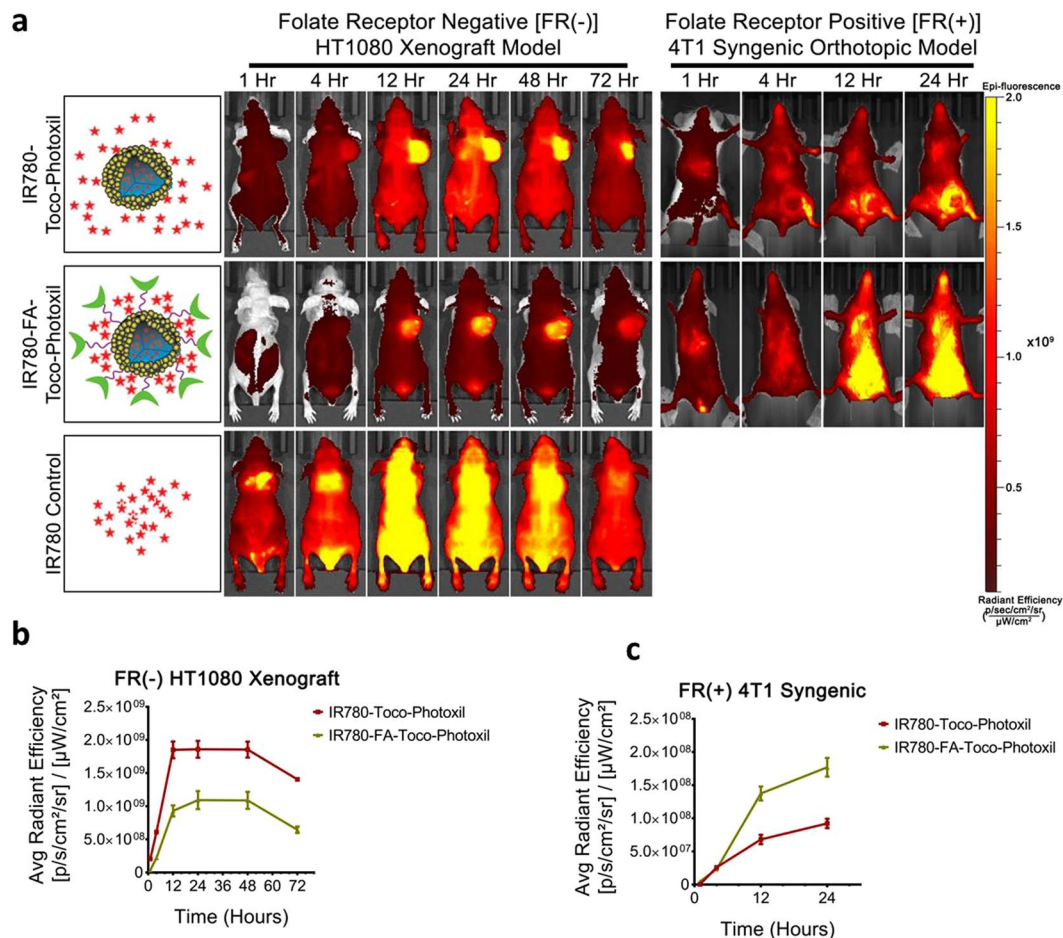 a
Folate Receptor Negative [FR(-)]
HT1080 Xenograft Model
Folate Receptor Positive [FR(+)]
4T1 Syngenic Orthotopic Model
1 Hr 4 Hr 12 Hr 24 Hr 48 Hr 72 Hr
1 Hr 4 Hr 12 Hr 24 Hr
Epi-fluorescence
2.0
1.5
x10⁹
1.0
0.5
Radiant Efficiency
(p/sec/cm²/sr
μW/cm²)
IR780-
Toco-Photoxil
IR780-FA-
Toco-Photoxil
IR780 Control
b
FR(-) HT1080 Xenograft
Avg Radiant Efficiency
[p/s/cm²/sr] / [μW/cm²]
2.5×10⁰⁹
2.0×10⁰⁹
1.5×10⁰⁹
1.0×10⁰⁹
5.0×10⁰⁸
0
0 12 24 36 48 60 72
Time (Hours)
IR780-Toco-Photoxil
IR780-FA-Toco-Photoxil
c
FR(+) 4T1 Syngenic
Avg Radiant Efficiency
[p/s/cm²/sr] / [μW/cm²]
2.5×10⁰⁸
2.0×10⁰⁸
1.5×10⁰⁸
1.0×10⁰⁸
5.0×10⁰⁷
0
0 12 24
Time (Hours)
IR780-Toco-Photoxil
IR780-FA-Toco-Photoxil